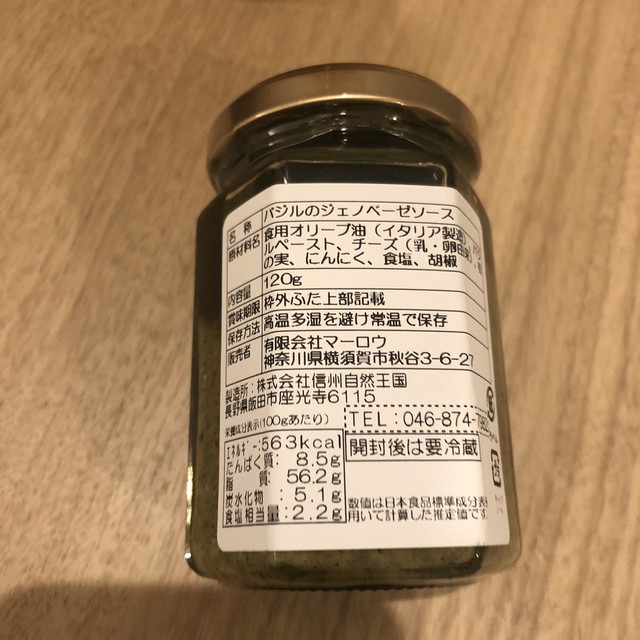 名称 バジルのジェノベーゼソース
原材料名 食用オリーブ油（イタリア製造）、バジ
ルペースト、チーズ（乳・卵由来）、
の実、にんにく、食塩、胡椒
内容量 120g
賞味期限 枠外ふた上部記載
保存方法 高温多湿を避け常温で保存
販売者 有限会社マーロウ
神奈川県横須賀市秋谷3-6-27
製造所：株式会社信州自然王国
長野県飯田市座光寺6115
栄養成分表示(100gあたり)
TEL：046-874-
エネルギー:563kcal
たんぱく質: 8.5g
脂質: 56.2g
炭水化物: 5.1g
食塩相当量:2.2g
開封後は要冷蔵
数値は日本食品標準成分表を
用いて計算した推定値です